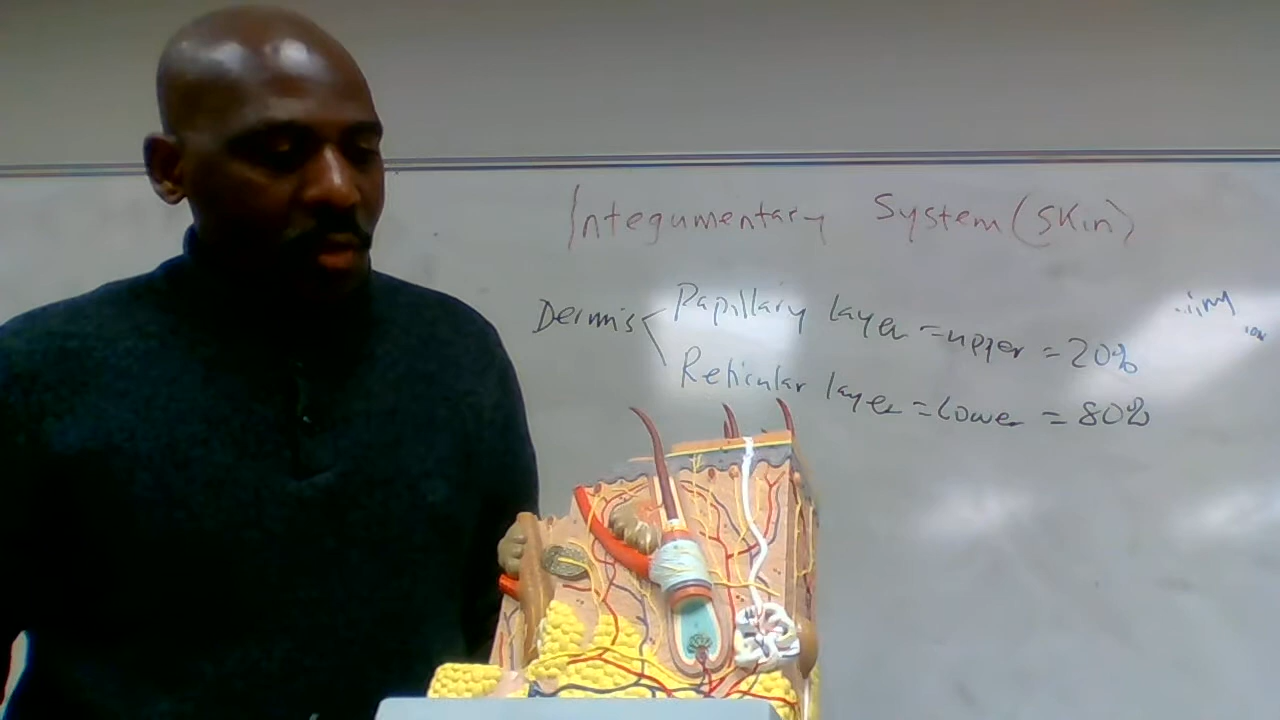 Integumentary System (Skin)
Dermis Papillary layer = upper = 20%
Reticular layer = Lower = 80%